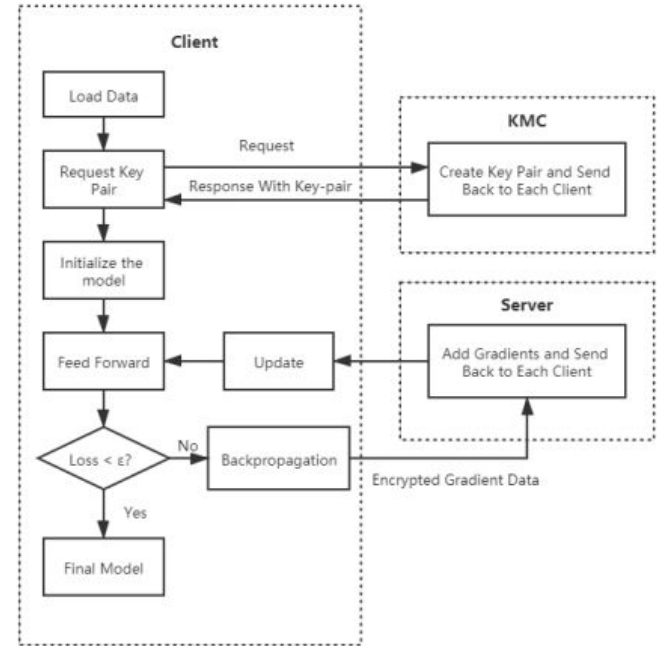 Client
Load Data
Request Key
Pair
Request
Response With Key-pair
KMC
Create Key Pair and Send
Back to Each Client
Initialize the
model
Server
Feed Forward
Update
Add Gradients and Send
Back to Each Client
Loss < ε?
No
Backpropagation
Encrypted Gradient Data
Yes
Final Model